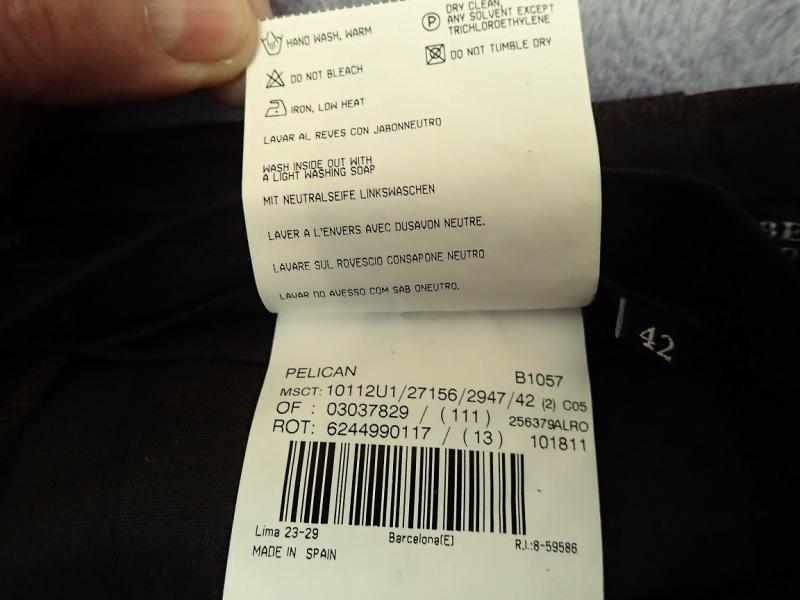 HAND WASH, WARM
P
DRY CLEAN,
ANY SOLVENT EXCEPT
TRICHLOROETHYLENE
DO NOT BLEACH
DO NOT TUMBLE DRY
IRON, LOW HEAT
LAVAR AL REVES CON JABONNEUTRO
WASH INSIDE OUT WITH
A LIGHT WASHING SOAP
MIT NEUTRALSEIFE LINKSWASCHEN
LAVER A L'ENVERS AVEC DUSAVON NEUTRE.
LAVARE SUL ROVESCIO CONSAPONE NEUTRO
LAVAR DO AVESSO COM SAB ONEUTRO.
42
PELICAN B1057
MSCT: 10112U1/27156/2947/42 (2) C05
OF : 03037829 / (111) 256379ALRO
ROT: 6244990117 / (13) 101811
Lima 23-29 Barcelona(E) R.I.:8-59586
MADE IN SPAIN